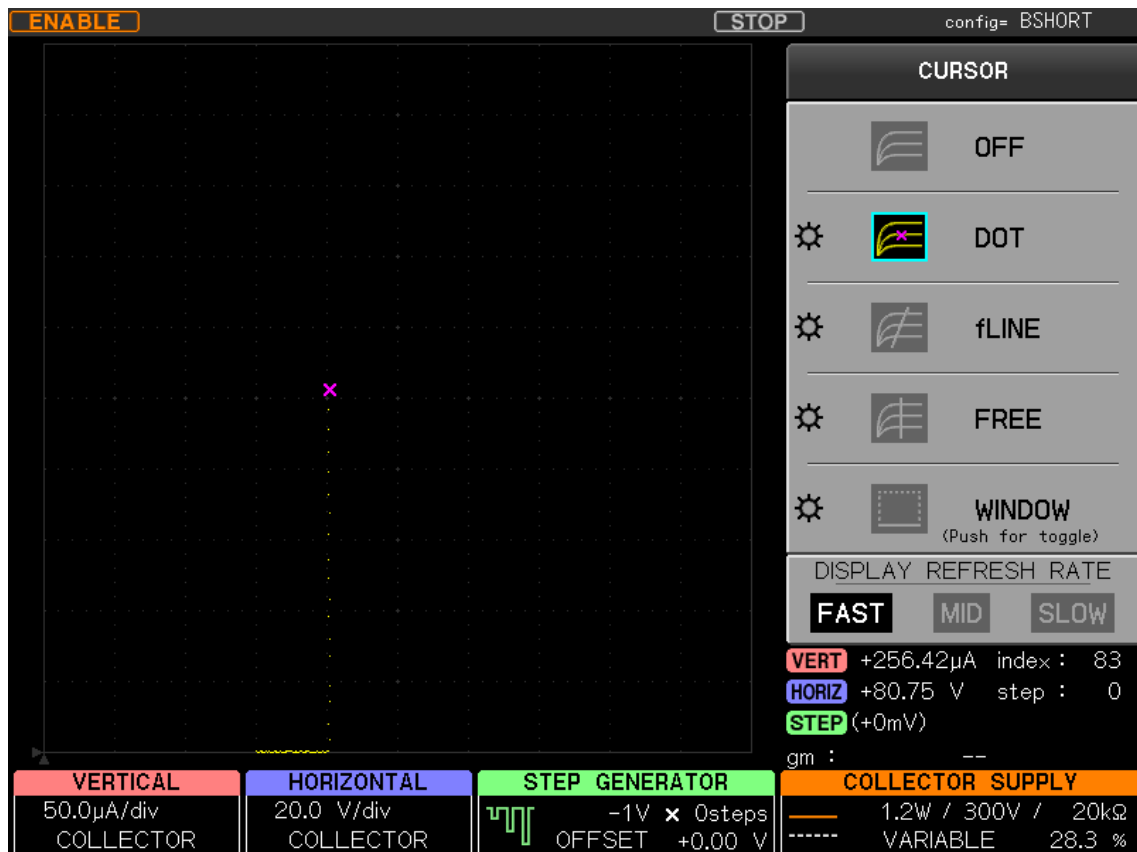 ENABLE STOP config= BSHORT
CURSOR
OFF
DOT
fLINE
FREE
WINDOW
(Push for toggle)
DISPLAY REFRESH RATE
FAST MID SLOW
VERT +256.42µA index : 83
HORIZ +80.75 V step : 0
STEP (+0mV)
gm : --
VERTICAL HORIZONTAL STEP GENERATOR COLLECTOR SUPPLY
50.0µA/div 20.0 V/div -1V × 0steps 1.2W / 300V / 20kΩ
COLLECTOR COLLECTOR OFFSET +0.00 V VARIABLE 28.3 %